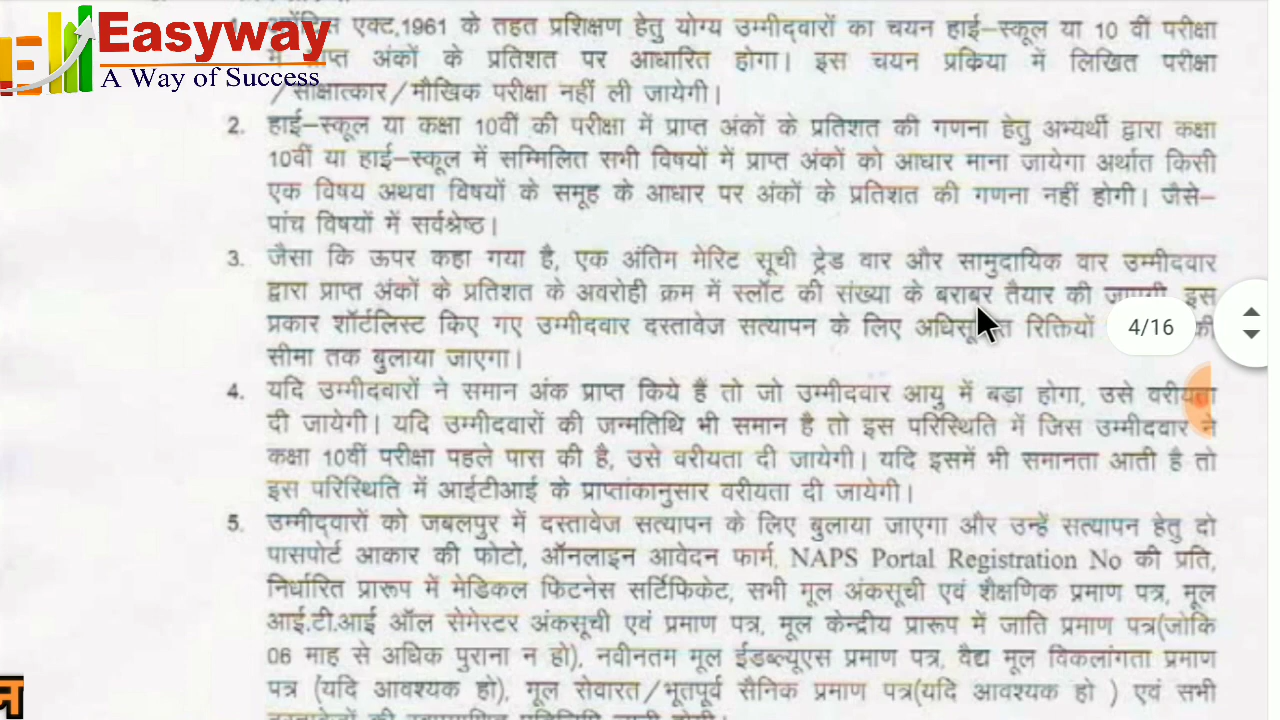 Easyway
A Way of Success
1. अप्रेंटिस एक्ट,1961 के तहत प्रशिक्षण हेतु योग्य उम्मीद्वारों का चयन हाई–स्कूल या 10 वीं परीक्षा
में प्राप्त अंकों के प्रतिशत पर आधारित होगा। इस चयन प्रक्रिया में लिखित परीक्षा
/साक्षात्कार/मौखिक परीक्षा नहीं ली जायेगी।
2. हाई–स्कूल या कक्षा 10वीं की परीक्षा में प्राप्त अंकों के प्रतिशत की गणना हेतु अभ्यर्थी द्वारा कक्षा
10वीं या हाई–स्कूल में सम्मिलित सभी विषयों में प्राप्त अंकों को आधार माना जायेगा अर्थात किसी
एक विषय अथवा विषयों के समूह के आधार पर अंकों के प्रतिशत की गणना नहीं होगी। जैसे–
पांच विषयों में सर्वश्रेष्ठ।
3. जैसा कि ऊपर कहा गया है, एक अंतिम मेरिट सूची ट्रेड वार और सामुदायिक वार उम्मीदवार
द्वारा प्राप्त अंकों के प्रतिशत के अवरोही क्रम में स्लॉट की संख्या के बराबर तैयार की जाएगी इस
प्रकार शॉर्टलिस्ट किए गए उम्मीदवार दस्तावेज सत्यापन के लिए अधिसूचित रिक्तियों की
4/16
सीमा तक बुलाया जाएगा।
4. यदि उम्मीदवारों ने समान अंक प्राप्त किये हैं तो जो उम्मीदवार आयु में बड़ा होगा, उसे वरीयता
दी जायेगी। यदि उम्मीदवारों की जन्मतिथि भी समान है तो इस परिस्थिति में जिस उम्मीदवार ने
कक्षा 10वीं परीक्षा पहले पास की है, उसे वरीयता दी जायेगी। यदि इसमें भी समानता आती है तो
इस परिस्थिति में आईटीआई के प्राप्तांकानुसार वरीयता दी जायेगी।
5. उम्मीद्वारों को जबलपुर में दस्तावेज सत्यापन के लिए बुलाया जाएगा और उन्हें सत्यापन हेतु दो
पासपोर्ट आकार की फोटो, ऑनलाइन आवेदन फार्म, NAPS Portal Registration No की प्रति,
निर्धारित प्रारूप में मेडिकल फिटनेस सर्टिफिकेट, सभी मूल अंकसूची एवं शैक्षणिक प्रमाण पत्र, मूल
आई.टी.आई ऑल सेमेस्टर अंकसूची एवं प्रमाण पत्र, मूल केन्द्रीय प्रारूप में जाति प्रमाण पत्र(जोकि
06 माह से अधिक पुराना न हो), नवीनतम मूल ईडब्ल्यूएस प्रमाण पत्र, वैद्य मूल विकलांगता प्रमाण
पत्र (यदि आवश्यक हो), मूल सेवारत/भूतपूर्व सैनिक प्रमाण पत्र(यदि आवश्यक हो ) एवं सभी